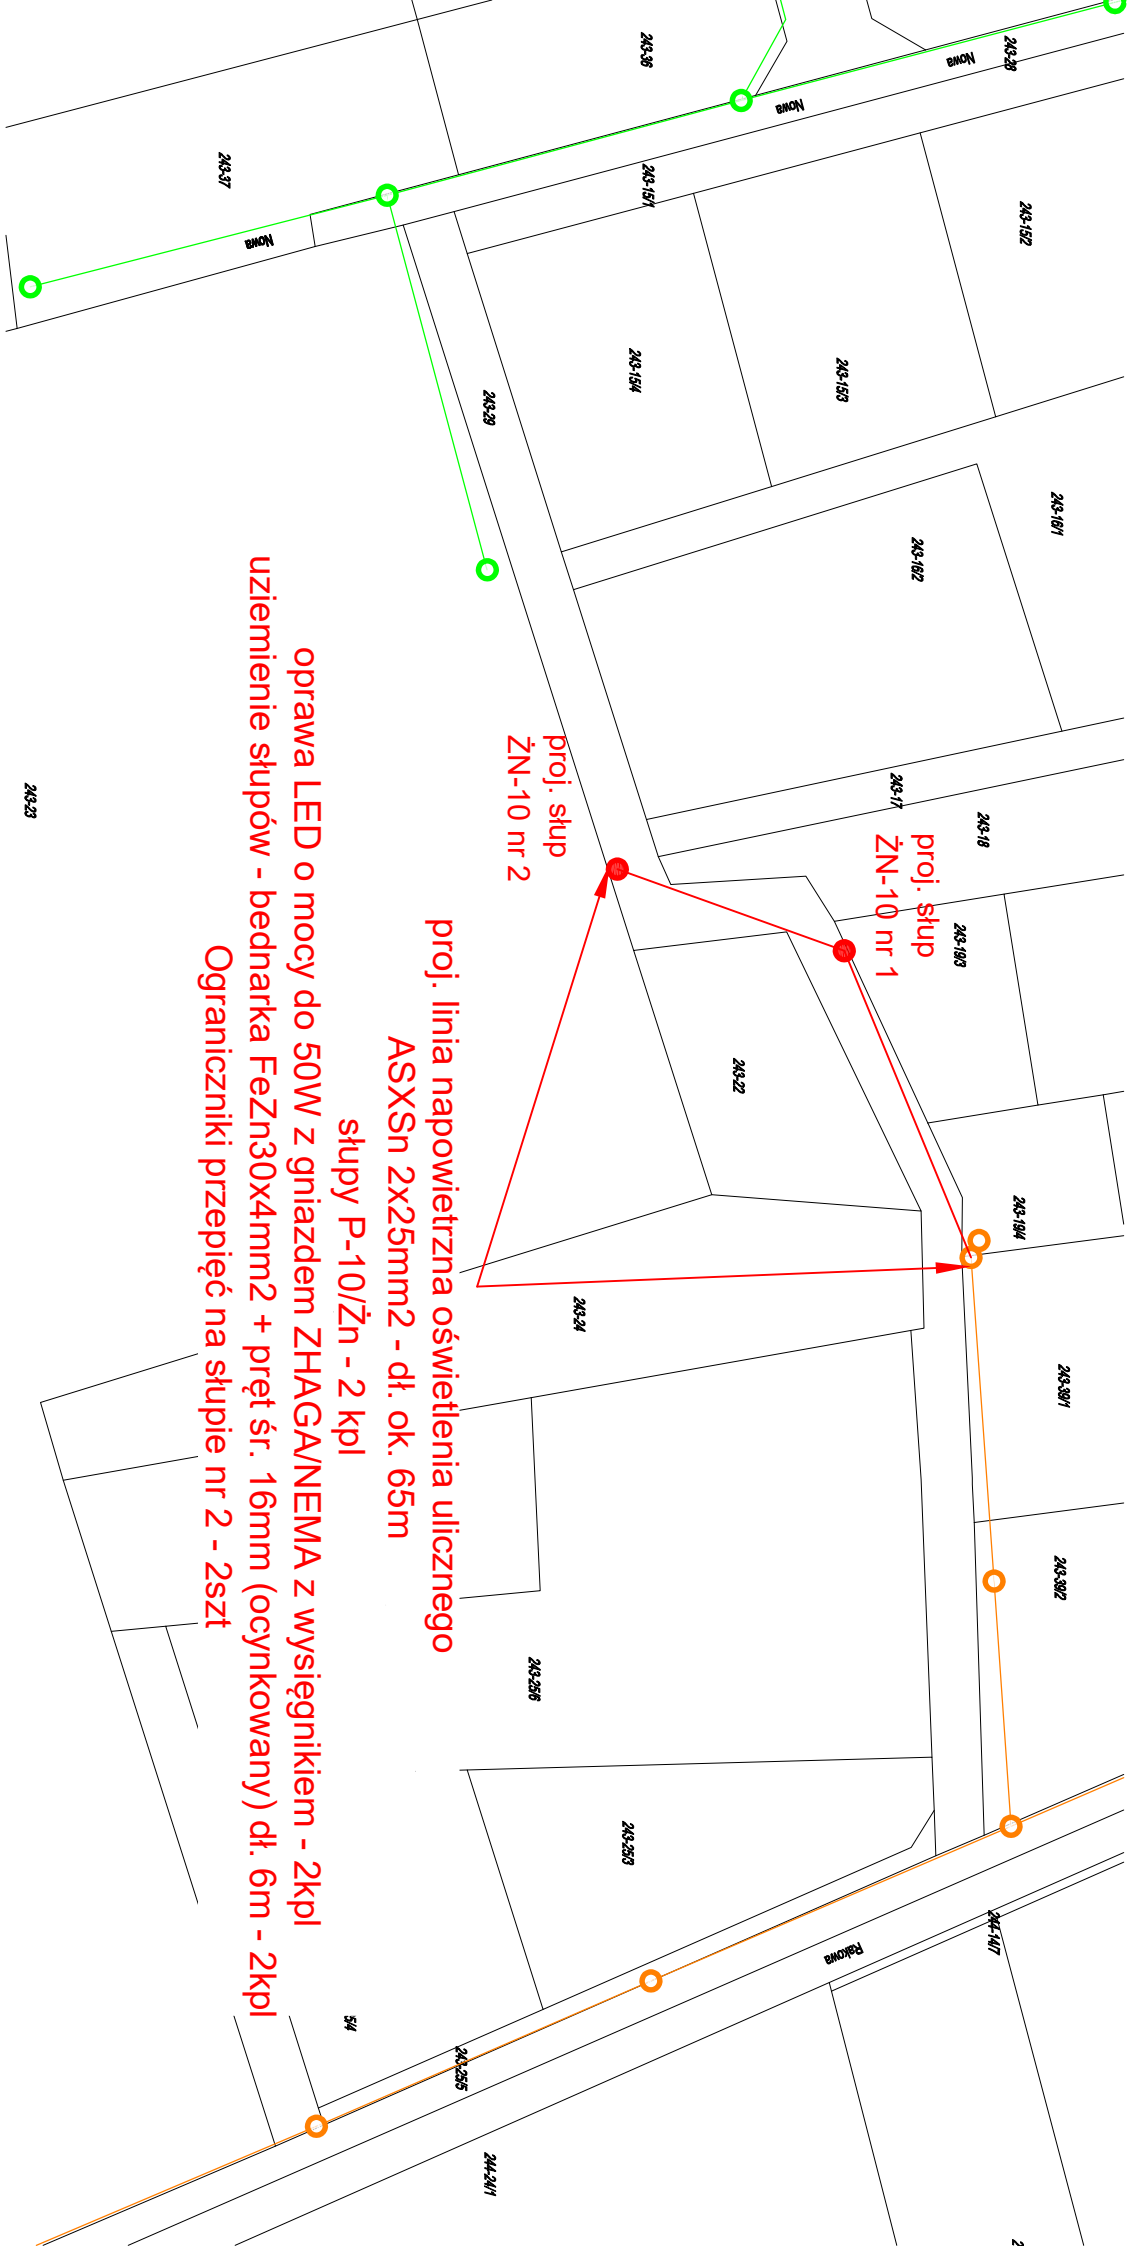 243-36
243-28
Nowa
Nowa
243-37
243-15/1
243-15/2
Nowa
243-15/4
243-15/3
243-29
243-16/1
243-16/2
243-23
243-17
243-18
proj. słup
ŻN-10 nr 1
proj. słup
ŻN-10 nr 2
243-19/3
243-22
243-19/4
243-24
243-39/1
243-39/2
proj. linia napowietrzna oświetlenia ulicznego
ASXSn 2x25mm2 - dł. ok. 65m
słupy P-10/Żn - 2 kpl
oprawa LED o mocy do 50W z gniazdem ZHAGA/NEMA z wysięgnikiem - 2kpl
uziemienie słupów - bednarka FeZn30x4mm2 + pręt śr. 16mm (ocynkowany) dł. 6m - 2kpl
Ograniczniki przepięć na słupie nr 2 - 2szt
243-25/6
243-25/3
244-14/7
Rakowa
5/4
243-25/5
244-24/1
2